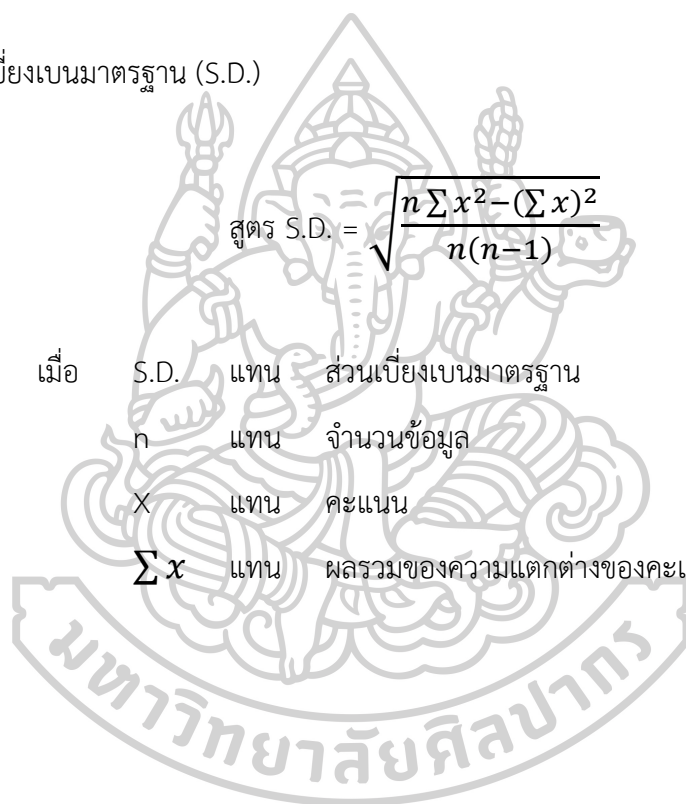 บี่ยงเบนมาตรฐาน (S.D.)
สูตร S.D. = √(n∑x²−(∑x)²/ n(n−1))
เมื่อ S.D. แทน ส่วนเบี่ยงเบนมาตรฐาน
n แทน จำนวนข้อมูล
X แทน คะแนน
∑x แทน ผลรวมของความแตกต่างของคะแ
มหาวิทยาลัยศิลปากร